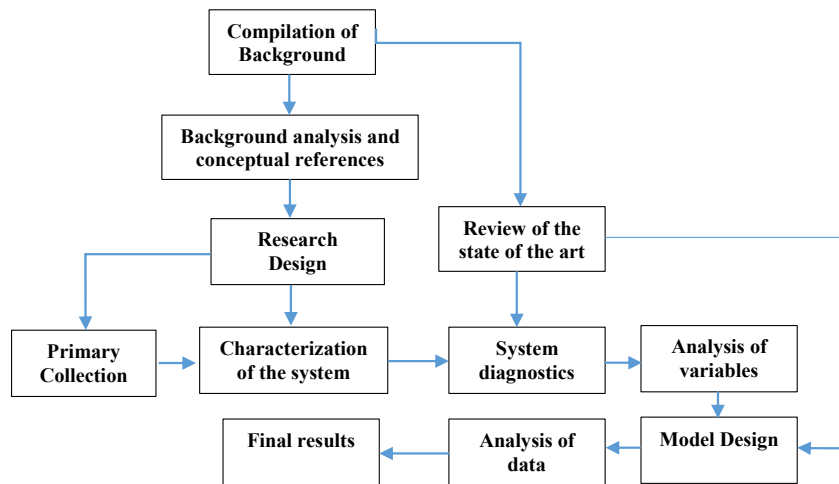 Compilation of
Background
Background analysis and
conceptual references
Research
Design
Review of the
state of the art
Primary
Collection
Characterization
of the system
System
diagnostics
Analysis of
variables
Final results
Analysis of
data
Model Design